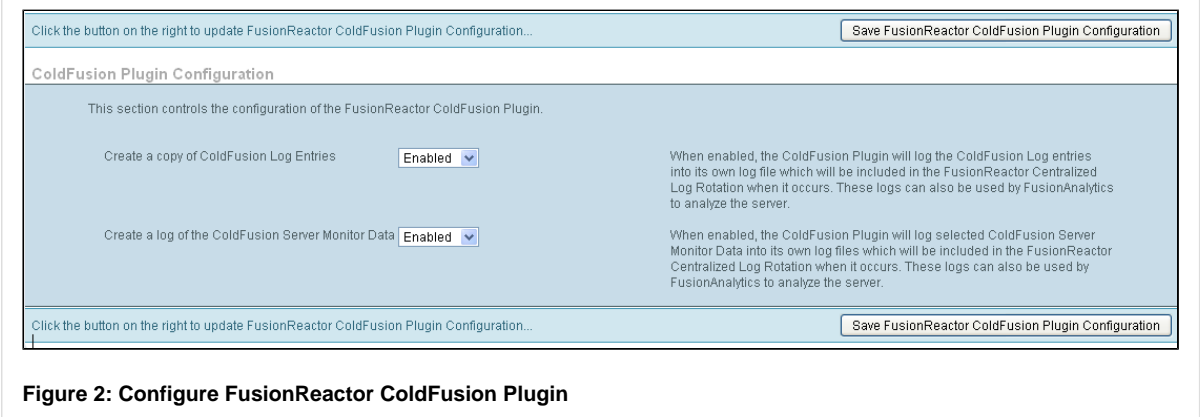 Click the button on the right to update FusionReactor ColdFusion Plugin Configuration... Save FusionReactor ColdFusion Plugin Configuration
ColdFusion Plugin Configuration
This section controls the configuration of the FusionReactor ColdFusion Plugin.
Create a copy of ColdFusion Log Entries Enabled When enabled, the ColdFusion Plugin will log the ColdFusion Log entries
into its own log file which will be included in the FusionReactor Centralized
Log Rotation when it occurs. These logs can also be used by FusionAnalytics
to analyze the server.
Create a log of the ColdFusion Server Monitor Data Enabled When enabled, the ColdFusion Plugin will log selected ColdFusion Server
Monitor Data into its own log files which will be included in the FusionReactor
Centralized Log Rotation when it occurs. These logs can also be used by
FusionAnalytics to analyze the server.
Click the button on the right to update FusionReactor ColdFusion Plugin Configuration... Save FusionReactor ColdFusion Plugin Configuration
Figure 2: Configure FusionReactor ColdFusion Plugin